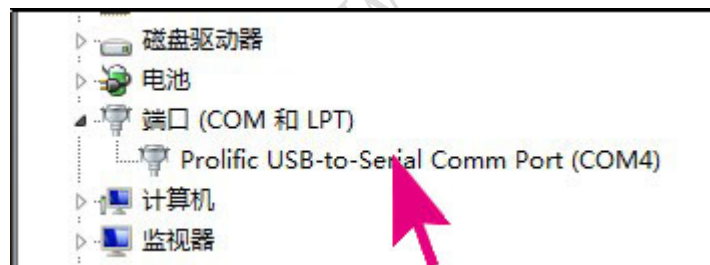 磁盘驱动器
电池
端口 (COM 和 LPT)
Prolific USB-to-Serial Comm Port (COM4)
计算机
监视器